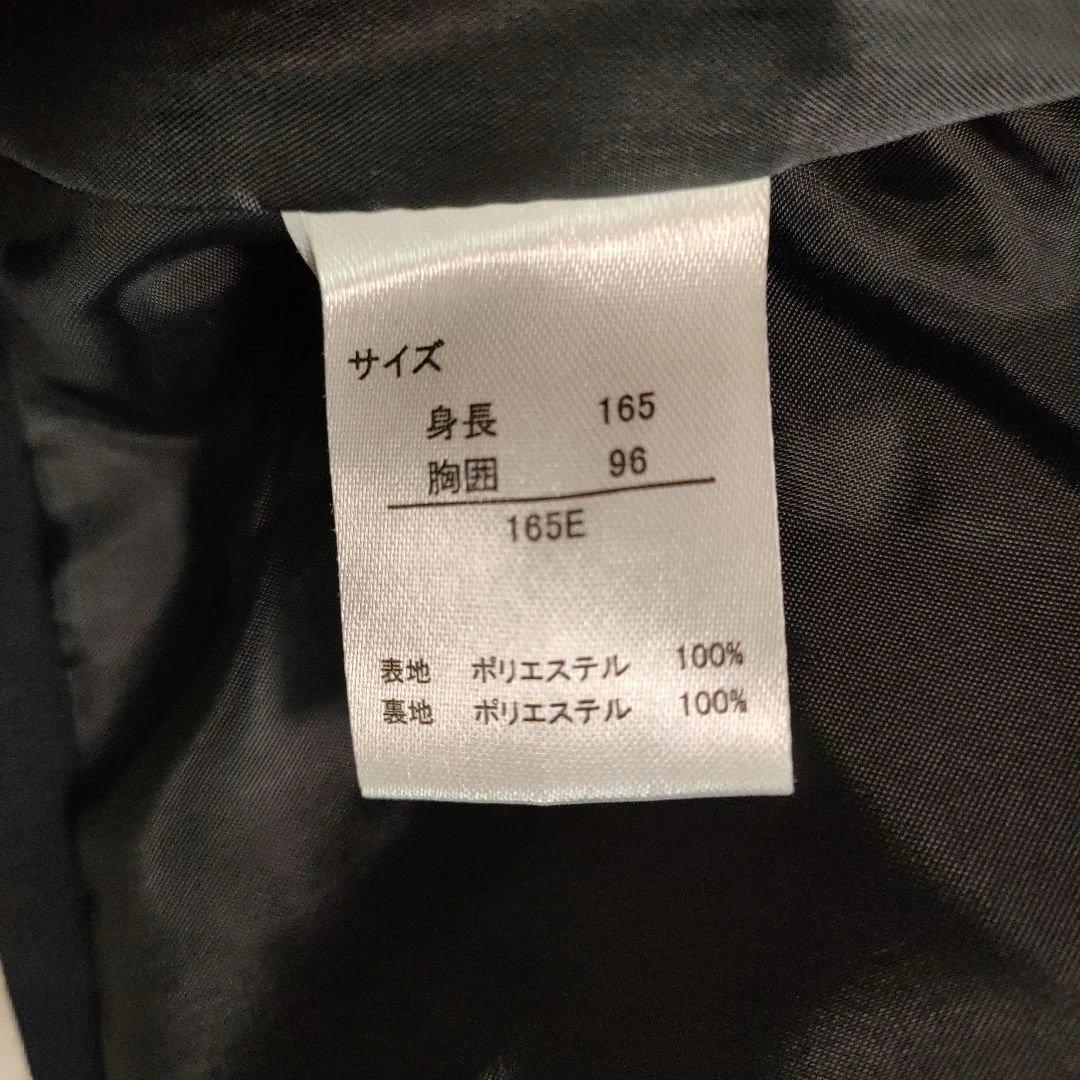 サイズ
身長 165
胸囲 96
165E
表地 ポリエステル 100%
裏地 ポリエステル 100%